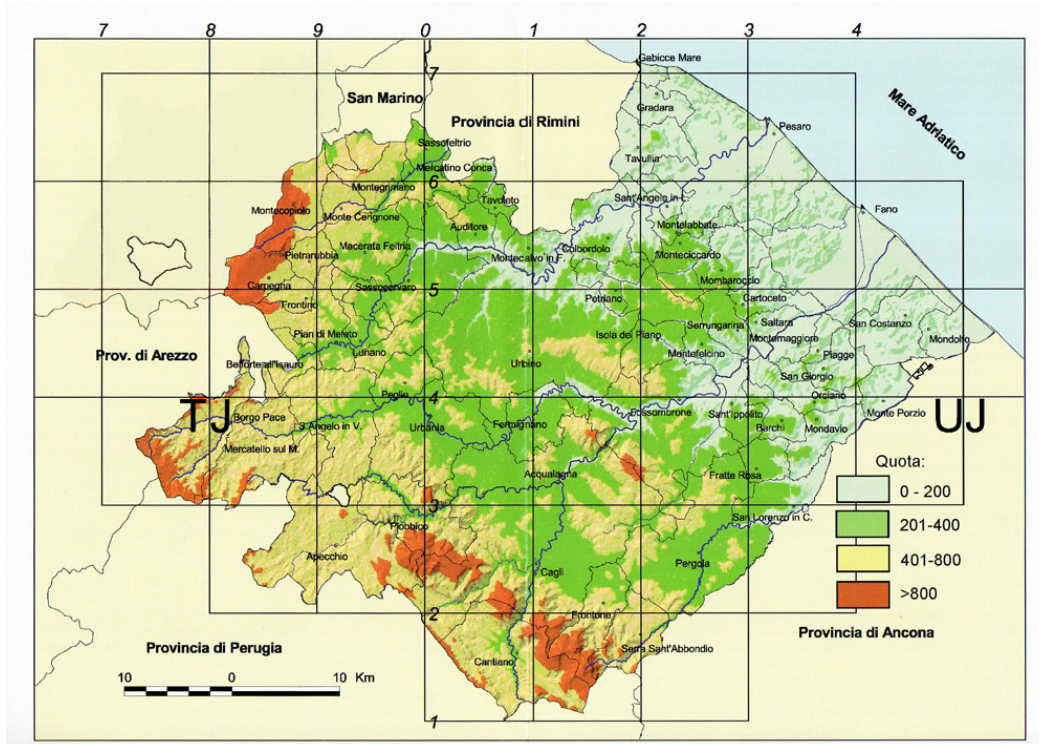 7 8 9 0 1 2 3 4
7
Gabicce Mare
San Marino
Gradara
Mare Adriatico
Provincia di Rimini
Pesaro
Sassofeltrio
Tavullia
Mercatino Conca
6
Montegrimano
Sant'Angelo in L.
Tavoleto
Montecopiolo
Monte Cerignone
Fano
Auditore
Montelabbate
Macerata Feltria
Colbordolo
Pietrarubbia
Montecalvo in F.
Monteciccardo
Mombaroccio
Carpegna
Sassocorvaro
5
Petriano
Cartoceto
Frontino
Saltara
San Costanzo
Serrungarina
Pian di Meleto
Isola del Piano
Montemaggiore
Mondolfo
Prov. di Arezzo
Lunano
Montefelcino
Piagge
Belforte all'Isauro
Urbino
San Giorgio
Peglio
4
Orciano
TJ
Borgo Pace
Fossombrone
Sant'Ippolito
Monte Porzio
UJ
S Angelo in V.
Urbania
Fermignano
Barchi
Mondavio
Mercatello sul M.
Quota:
Acqualagna
Fratte Rosa
0 - 200
3
San Lorenzo in C.
201-400
Piobbico
Apecchio
Pergola
401-800
Cagli
>800
2
Frontone
Provincia di Ancona
Provincia di Perugia
Serra Sant'Abbondio
Cantiano
10 0 10 Km
1